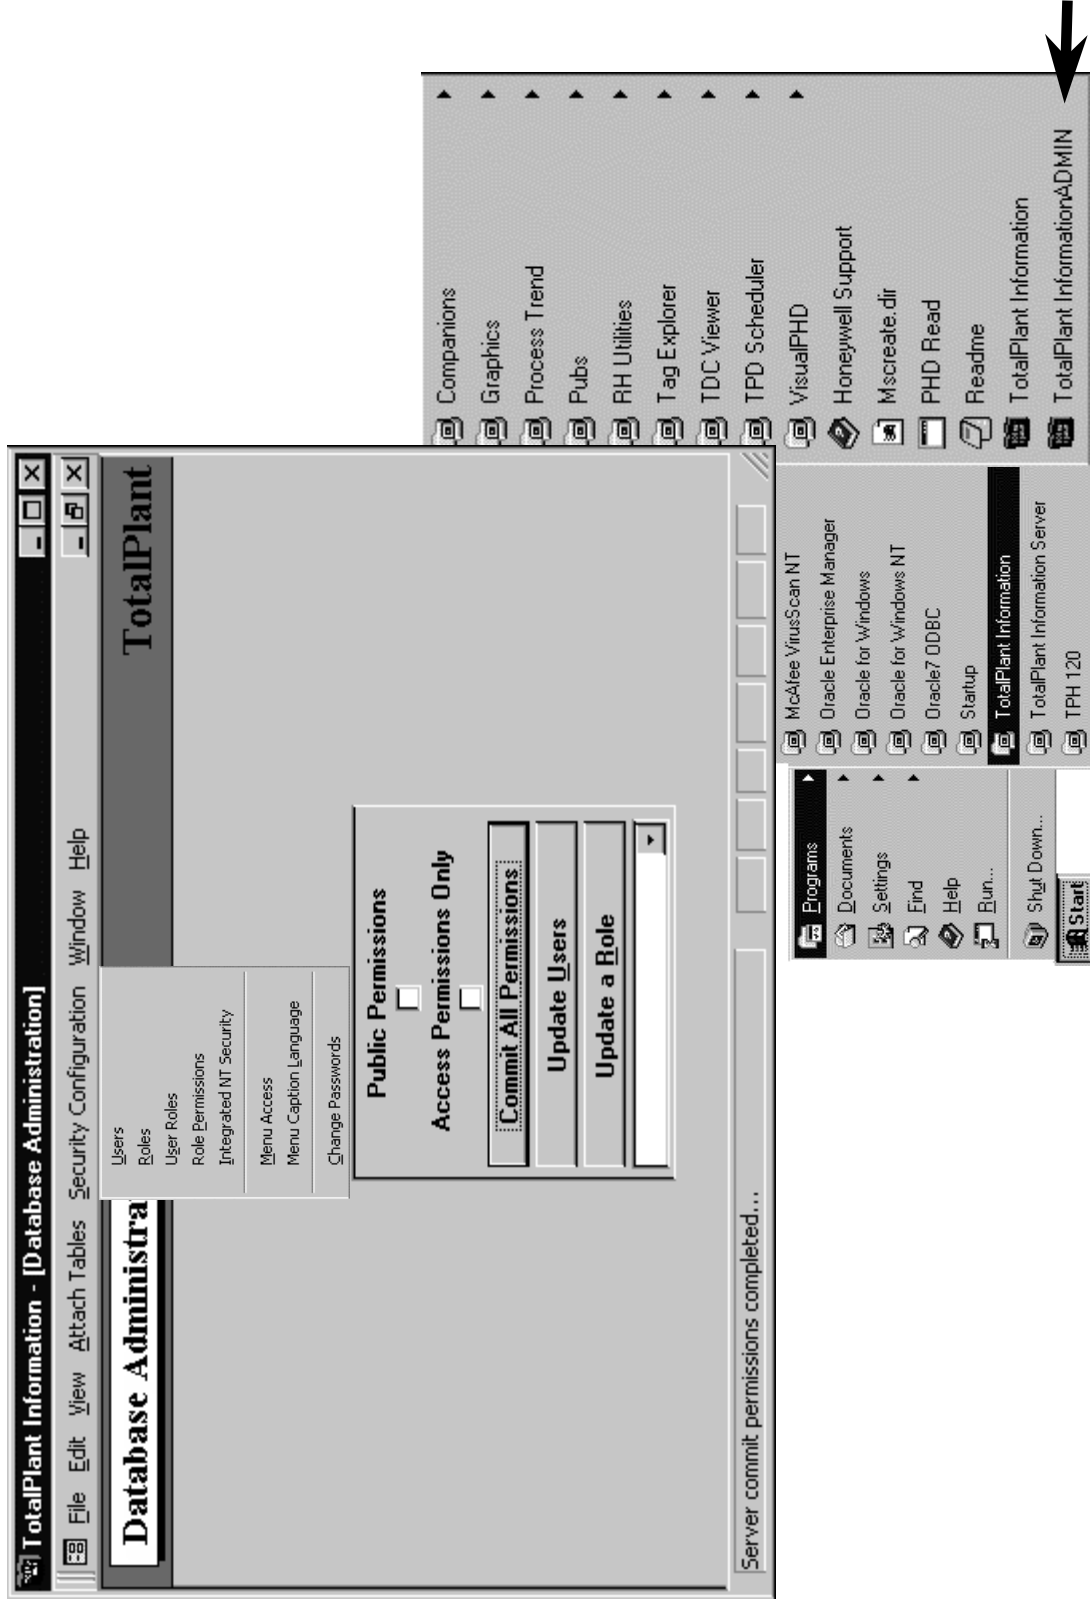 TotalPlant Information - [Database Administration]
File Edit View Attach Tables Security Configuration Window Help
Database Administra
TotalPlant
Users
Roles
User Roles
Role Permissions
Integrated NT Security
Menu Access
Menu Caption Language
Change Passwords
Public Permissions
Access Permissions Only
Commit All Permissions
Update Users
Update a Role
Server commit permissions completed...
Programs
Documents
Settings
Find
Help
Run...
Shut Down...
Start
McAfee VirusScan NT
Oracle Enterprise Manager
Oracle for Windows
Oracle for Windows NT
Oracle7 ODBC
Startup
TotalPlant Information
TotalPlant Information Server
TPH 120
Companions
Graphics
Process Trend
Pubs
RH Utilities
Tag Explorer
TDC Viewer
TPD Scheduler
VisualPHD
Honeywell Support
Mscreate.dir
PHD Read
Readme
TotalPlant Information
TotalPlant InformationADMIN